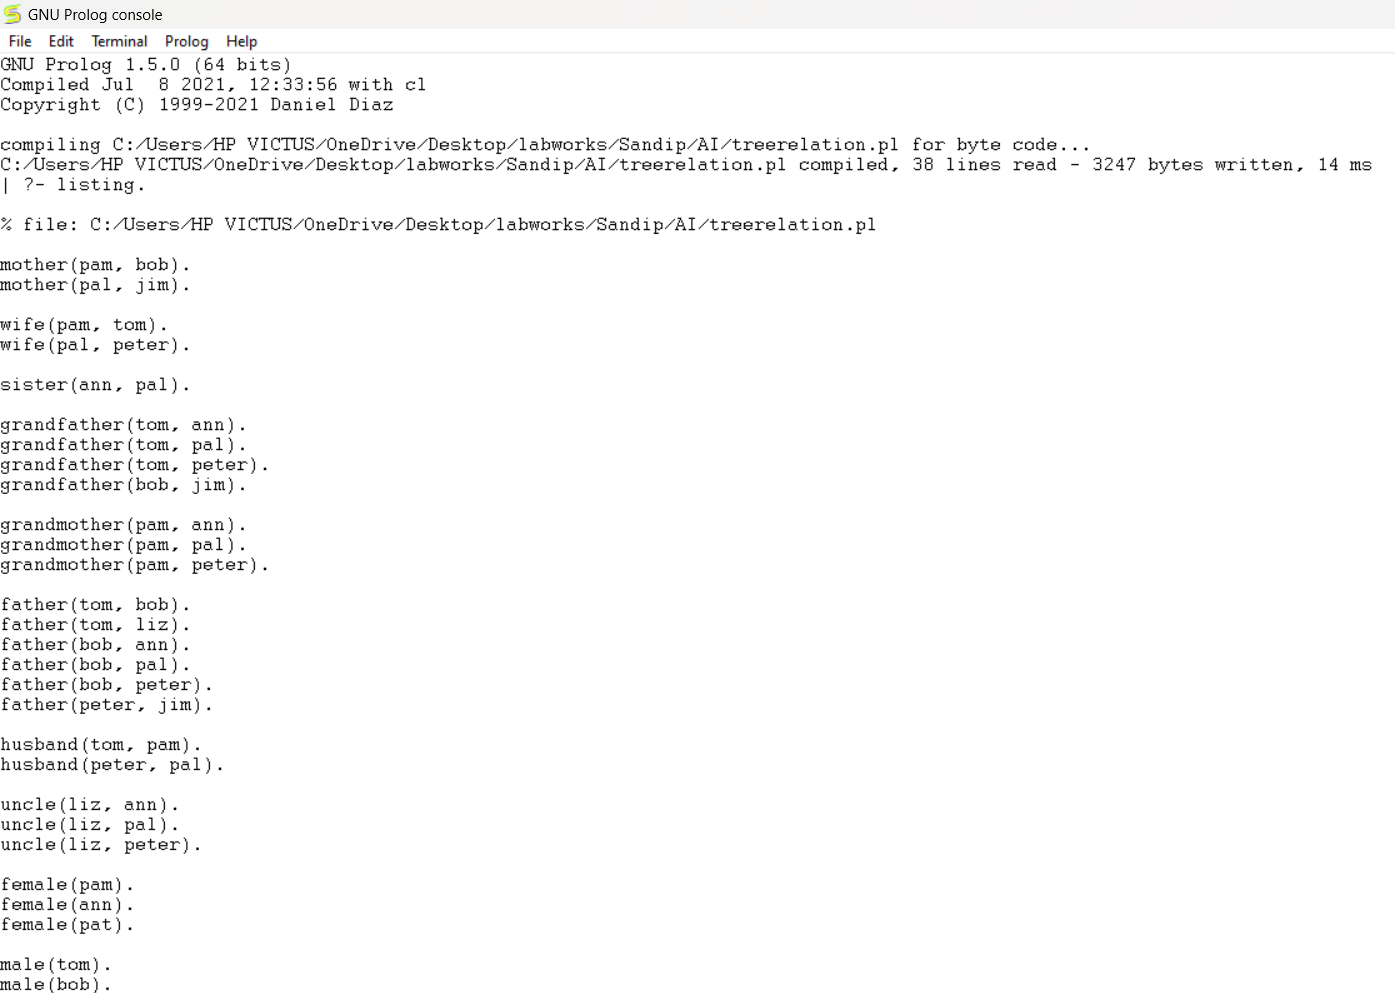 GNU Prolog console
File Edit Terminal Prolog Help
GNU Prolog 1.5.0 (64 bits)
Compiled Jul  8 2021, 12:33:56 with cl
Copyright (C) 1999-2021 Daniel Diaz
compiling C:/Users/HP VICTUS/OneDrive/Desktop/labworks/Sandip/AI/treerelation.pl for byte code...
C:/Users/HP VICTUS/OneDrive/Desktop/labworks/Sandip/AI/treerelation.pl compiled, 38 lines read - 3247 bytes written, 14 ms
| ?- listing.
% file: C:/Users/HP VICTUS/OneDrive/Desktop/labworks/Sandip/AI/treerelation.pl
mother(pam, bob).
mother(pal, jim).
wife(pam, tom).
wife(pal, peter).
sister(ann, pal).
grandfather(tom, ann).
grandfather(tom, pal).
grandfather(tom, peter).
grandfather(bob, jim).
grandmother(pam, ann).
grandmother(pam, pal).
grandmother(pam, peter).
father(tom, bob).
father(tom, liz).
father(bob, ann).
father(bob, pal).
father(bob, peter).
father(peter, jim).
husband(tom, pam).
husband(peter, pal).
uncle(liz, ann).
uncle(liz, pal).
uncle(liz, peter).
female(pam).
female(ann).
female(pat).
male(tom).
male(bob).